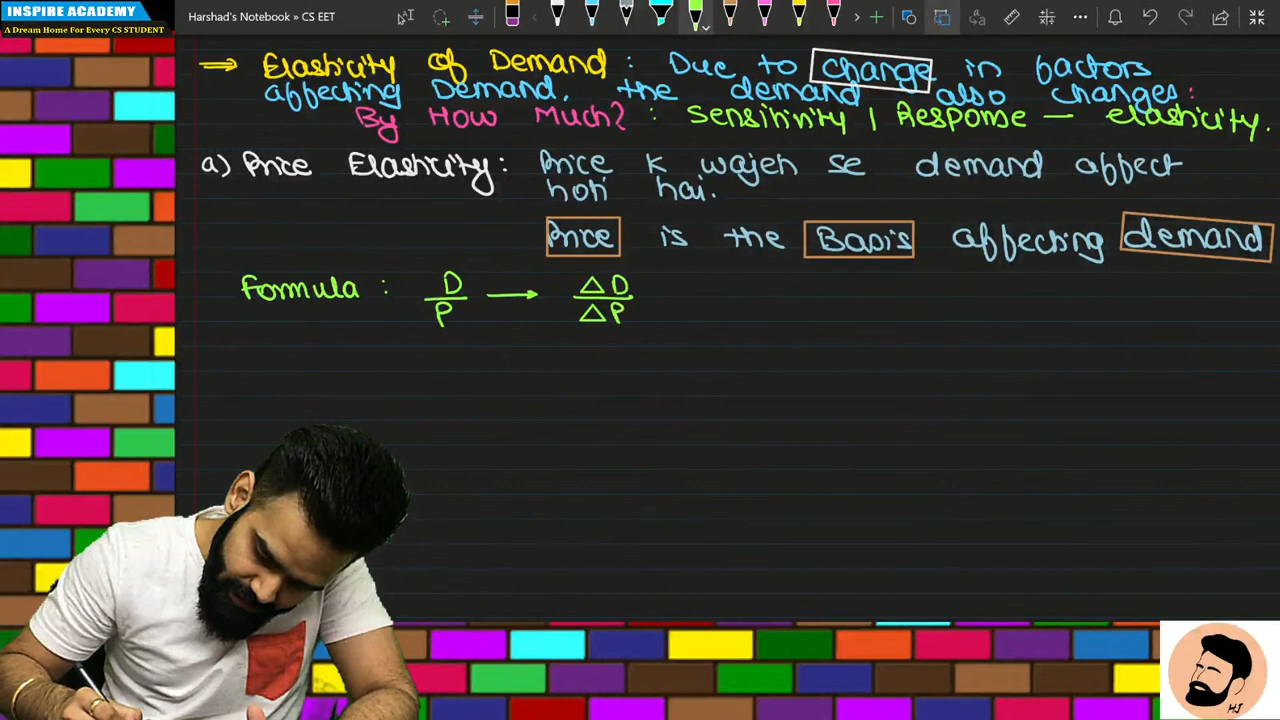 INSPIRE ACADEMY
A Dream Home For Every CS STUDENT
Harshad's Notebook » CS EET
⇒ Elasticity of Demand : Due to change in factors
affecting Demand, the demand also changes:
By How Much? : Sensitivity / Response — elasticity.
a) Price Elasticity: Price k wajeh se demand affect
hoti hai.
Price is the Basis affecting demand
Formula : D/P → ΔD/ΔP
HJ